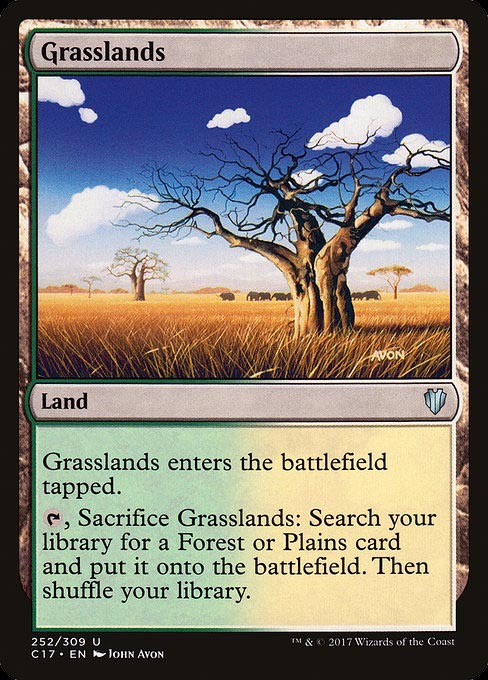 Grasslands
AVON
Land
Grasslands enters the battlefield
tapped.
, Sacrifice Grasslands: Search your
library for a Forest or Plains card
and put it onto the battlefield. Then
shuffle your library.
252/309 U
C17 • EN John Avon
™ & © 2017 Wizards of the Coast